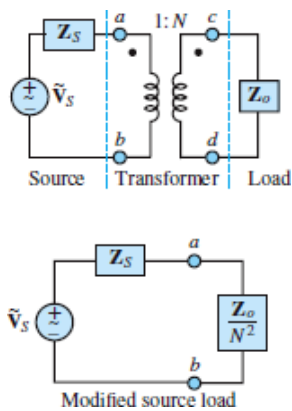 a 1:N c
Z_S
Ṽ_S
Z_o
b d
Source Transformer Load
Z_S a
Ṽ_S
Z_o
N²
b
Modified source load